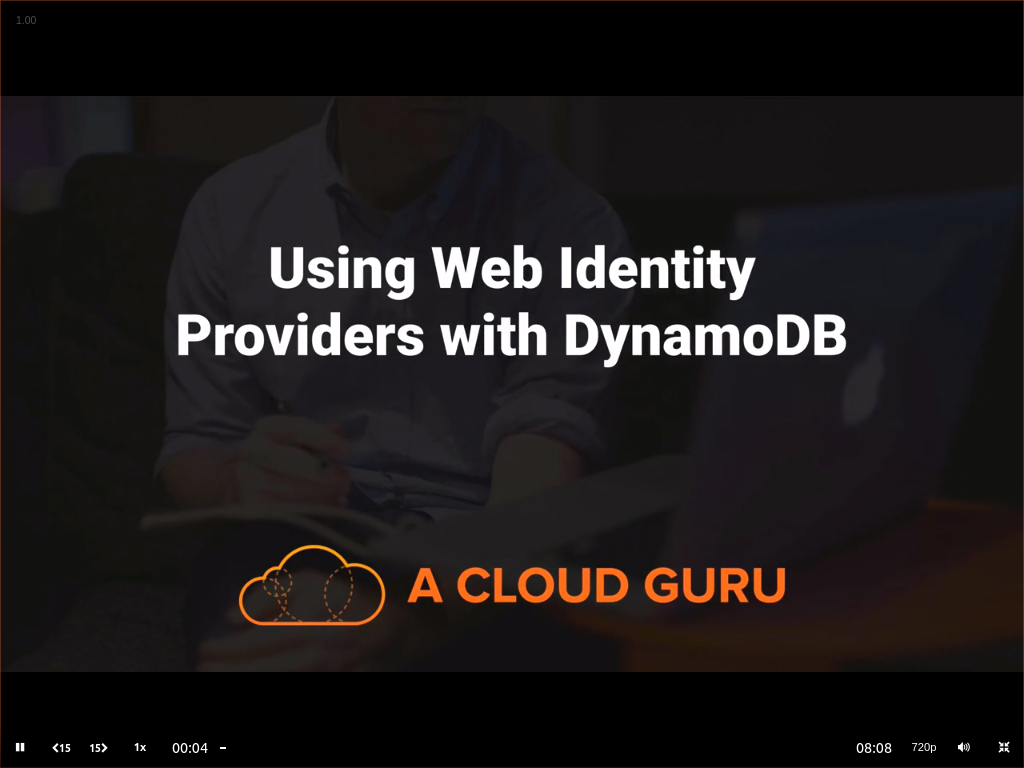 1.00
Using Web Identity
Providers with DynamoDB
A CLOUD GURU
15 15 1x 00:04 08:08 720p